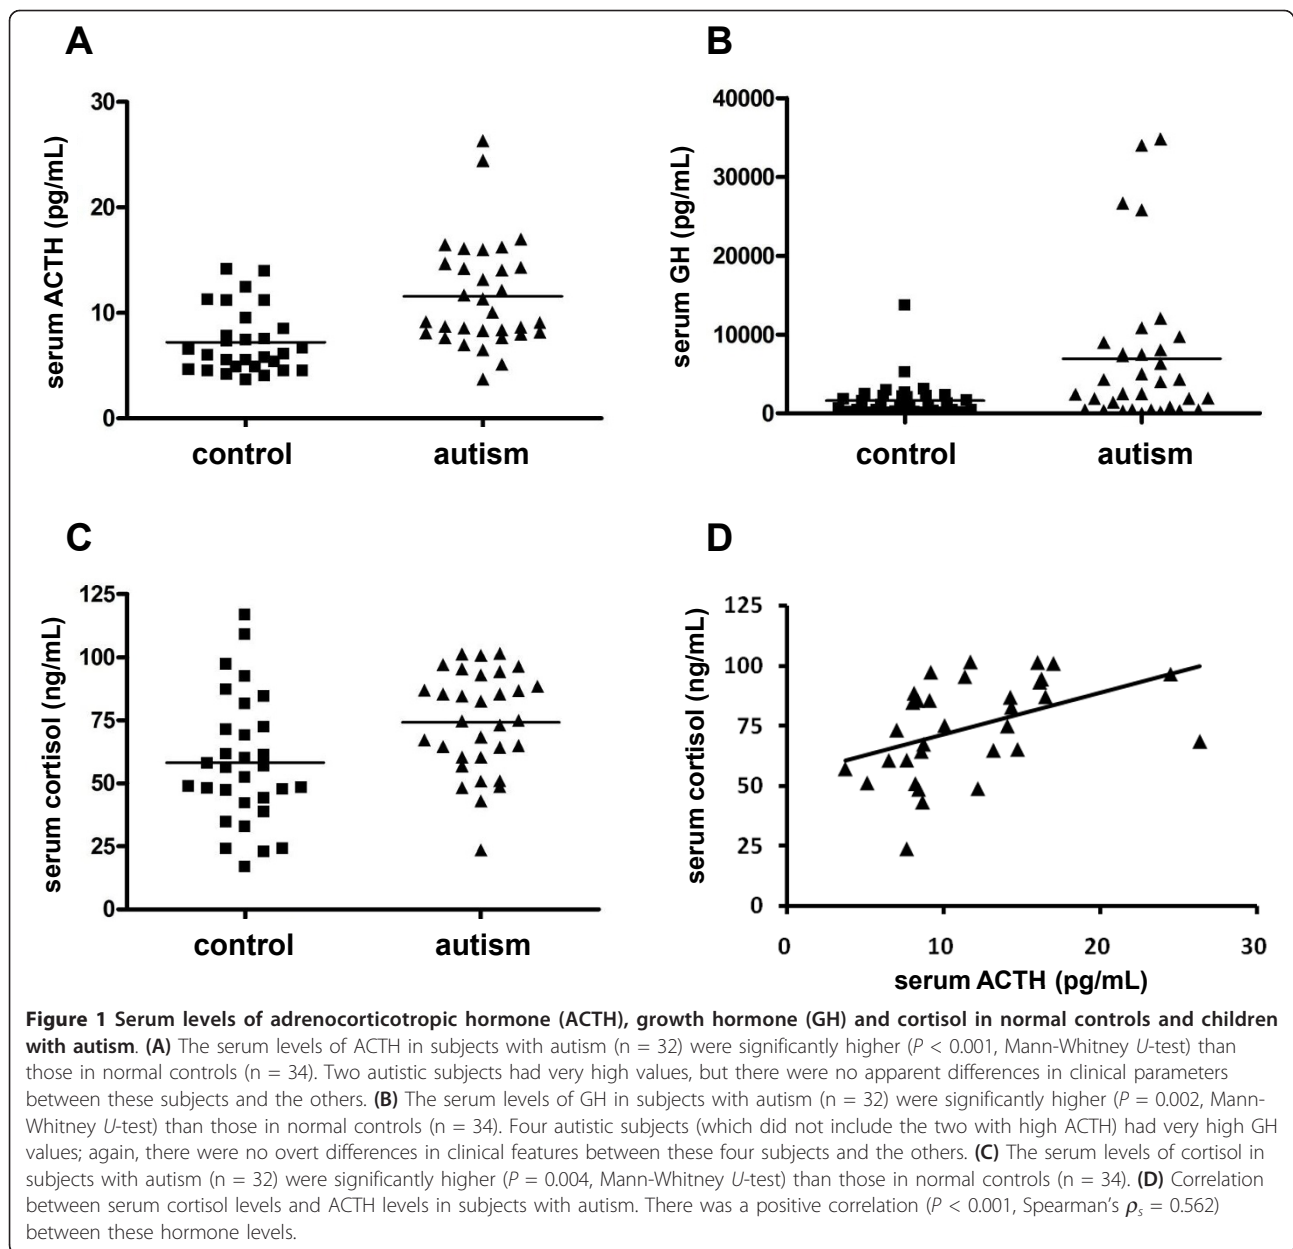 A
30
20
10
0
serum ACTH (pg/mL)
control
autism
B
40000
30000
20000
10000
0
serum GH (pg/mL)
control
autism
C
125
100
75
50
25
0
serum cortisol (ng/mL)
control
autism
D
125
100
75
50
25
0
serum cortisol (ng/mL)
0
10
20
30
serum ACTH (pg/mL)
Figure 1 Serum levels of adrenocorticotropic hormone (ACTH), growth hormone (GH) and cortisol in normal controls and children
with autism. (A) The serum levels of ACTH in subjects with autism (n = 32) were significantly higher (P < 0.001, Mann-Whitney U-test) than
those in normal controls (n = 34). Two autistic subjects had very high values, but there were no apparent differences in clinical parameters
between these subjects and the others. (B) The serum levels of GH in subjects with autism (n = 32) were significantly higher (P = 0.002, Mann-
Whitney U-test) than those in normal controls (n = 34). Four autistic subjects (which did not include the two with high ACTH) had very high GH
values; again, there were no overt differences in clinical features between these four subjects and the others. (C) The serum levels of cortisol in
subjects with autism (n = 32) were significantly higher (P = 0.004, Mann-Whitney U-test) than those in normal controls (n = 34). (D) Correlation
between serum cortisol levels and ACTH levels in subjects with autism. There was a positive correlation (P < 0.001, Spearman's ρs = 0.562)
between these hormone levels.